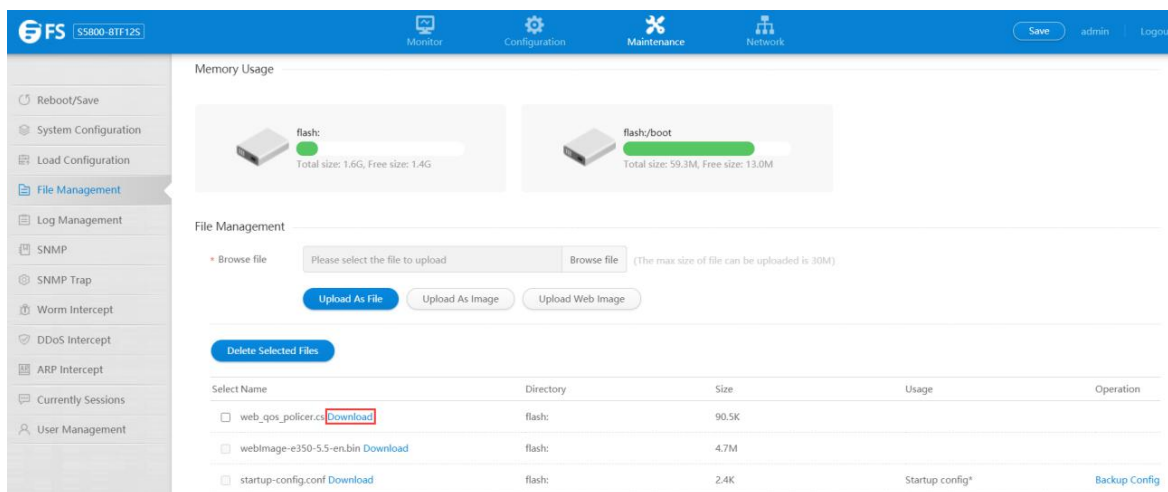 FS S5800-8TF12S
Monitor
Configuration
Maintenance
Network
Save
admin
Logou
Memory Usage
Reboot/Save
System Configuration
Load Configuration
File Management
Log Management
SNMP
SNMP Trap
Worm Intercept
DDoS Intercept
ARP Intercept
Currently Sessions
User Management
flash:
Total size: 1.6G, Free size: 1.4G
flash:/boot
Total size: 59.3M, Free size: 13.0M
File Management
* Browse file Please select the file to upload Browse file (The max size of file can be uploaded is 30M)
Upload As File Upload As Image Upload Web Image
Delete Selected Files
Select Name Directory Size Usage Operation
web_qos_policer.cs Download flash: 90.5K
webImage-e350-5.5-en.bin Download flash: 4.7M
startup-config.conf Download flash: 2.4K Startup config* Backup Config